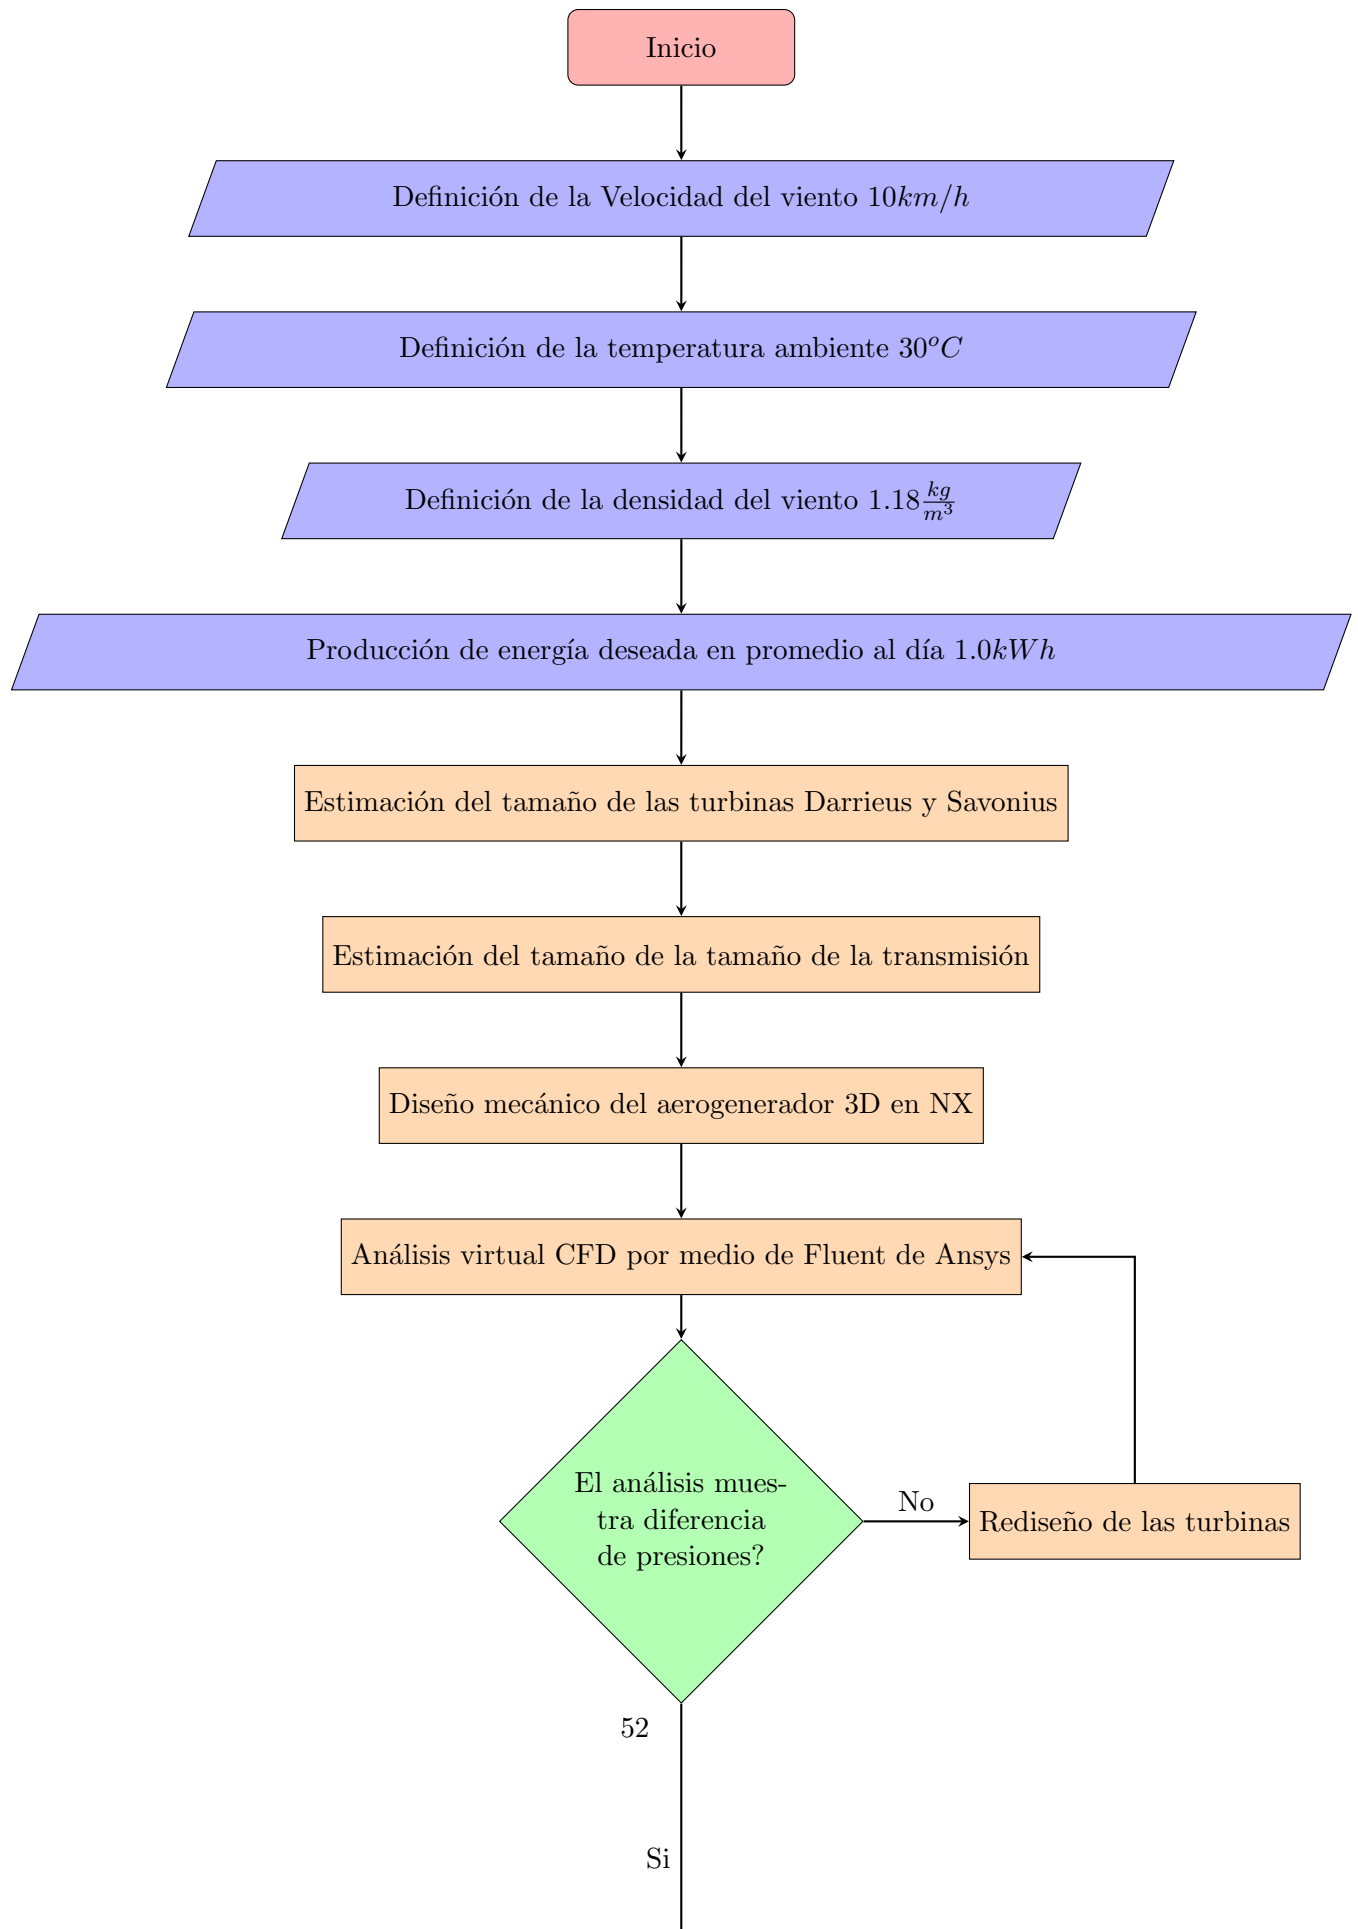 Inicio
Definición de la Velocidad del viento 10km/h
Definición de la temperatura ambiente 30°C
Definición de la densidad del viento 1.18 kg/m³
Producción de energía deseada en promedio al día 1.0kWh
Estimación del tamaño de las turbinas Darrieus y Savonius
Estimación del tamaño de la tamaño de la transmisión
Diseño mecánico del aerogenerador 3D en NX
Análisis virtual CFD por medio de Fluent de Ansys
El análisis mues-
tra diferencia
de presiones?
No
Rediseño de las turbinas
52
Si